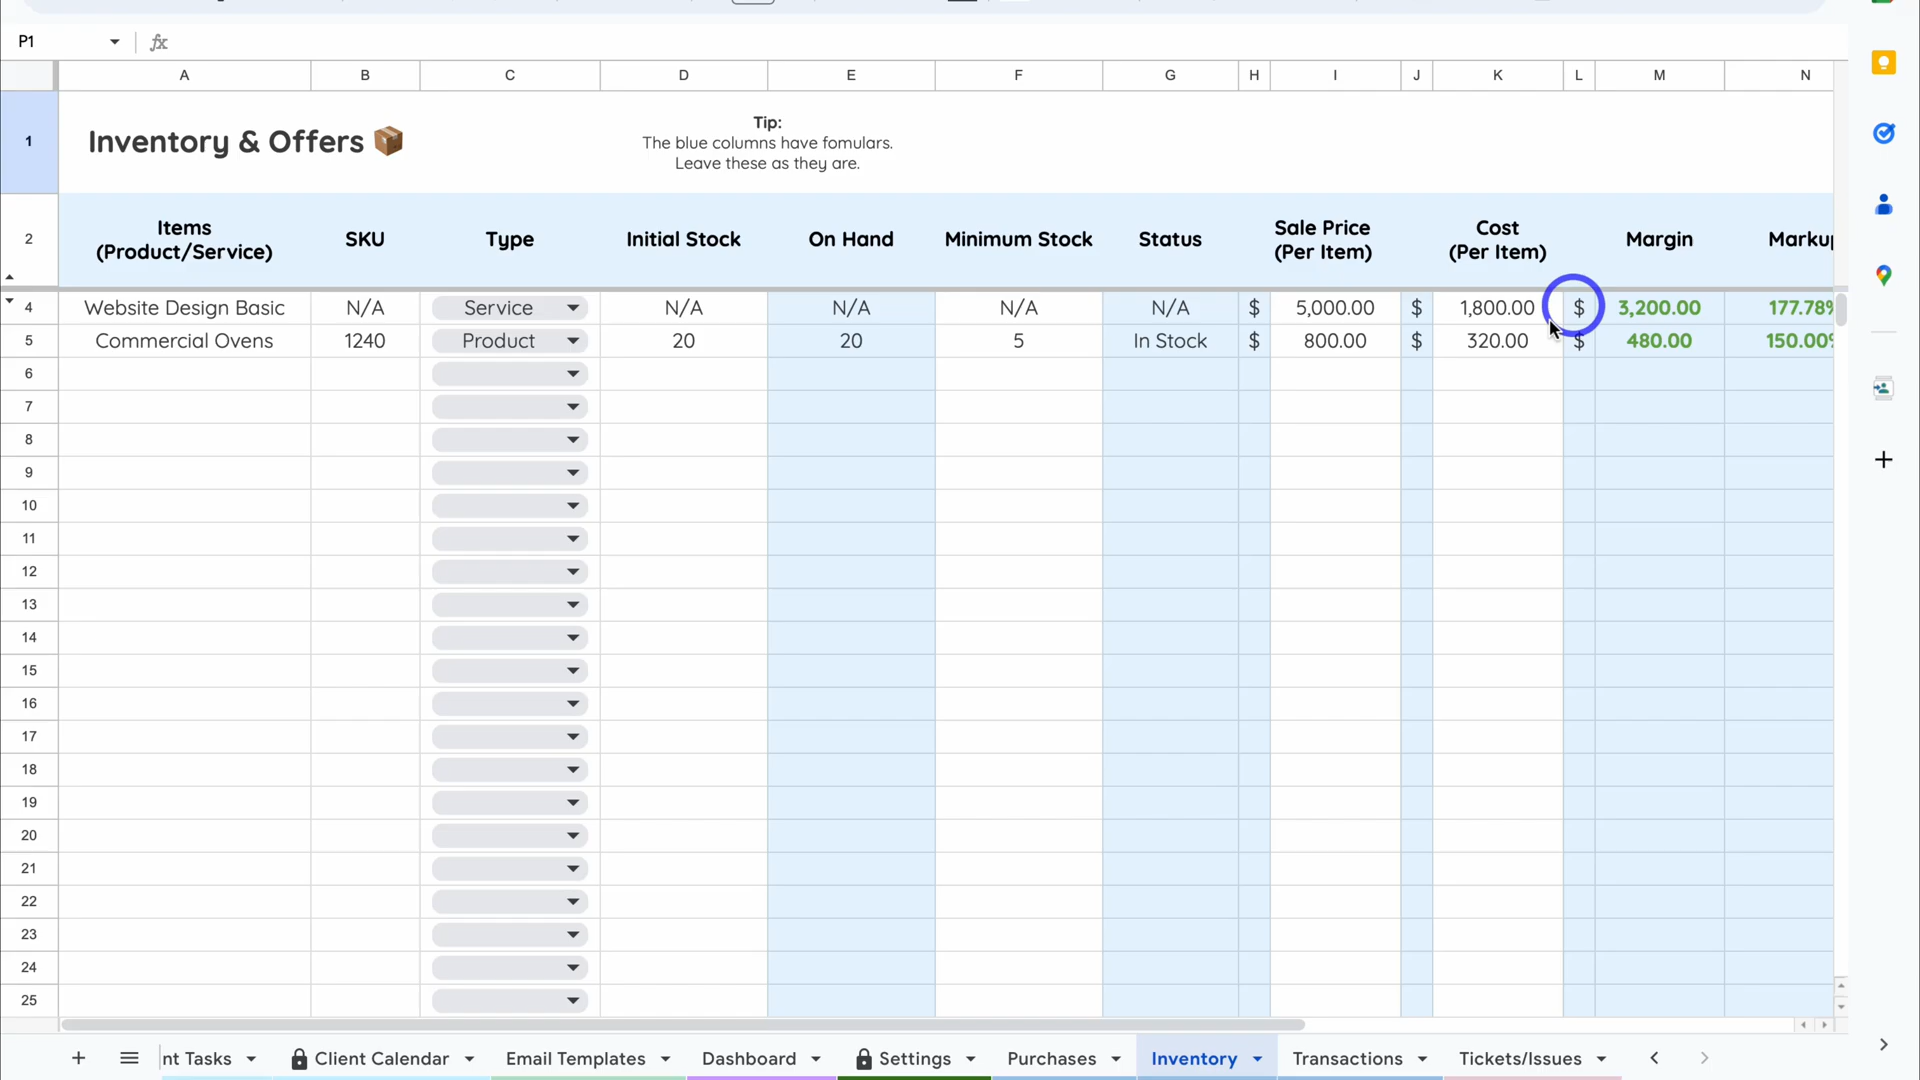 P1
fx
A B C D E F G H I J K L M N
1
Inventory & Offers
Tip:
The blue columns have fomulars.
Leave these as they are.
2
Items
(Product/Service)
SKU
Type
Initial Stock
On Hand
Minimum Stock
Status
Sale Price
(Per Item)
Cost
(Per Item)
Margin
Marku
4 Website Design Basic N/A Service N/A N/A N/A N/A $ 5,000.00 $ 1,800.00 $ 3,200.00 177.78%
5 Commercial Ovens 1240 Product 20 20 5 In Stock $ 800.00 $ 320.00 $ 480.00 150.00%
6
7
8
9
10
11
12
13
14
15
16
17
18
19
20
21
22
23
24
25
nt Tasks Client Calendar Email Templates Dashboard Settings Purchases Inventory Transactions Tickets/Issues